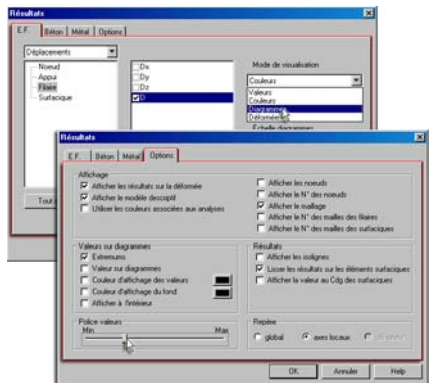 Résultats
E.F. Béton Métal Options
Déplacements
Noeud
Appui
Filaire
Surfacique
Dx
Dy
Dz
D
Mode de visualisation
Couleurs
Valeurs
Couleurs
Diagrammes
Déformée
Échelle diagrammes
Tout
Résultats
E.F. Béton Métal Options
Affichage
Afficher les résultats sur la déformée
Afficher le modèle descriptif
Utiliser les couleurs associées aux analyses
Afficher les noeuds
Afficher le N° des noeuds
Afficher le maillage
Afficher le N° des mailles des filaires
Afficher le N° des mailles des surfaciques
Valeurs sur diagrammes
Extremums
Valeur sur diagrammes
Couleur d'affichage des valeurs
Couleur d'affichage du fond
Afficher à l'intérieur
Résultats
Afficher les isolignes
Lisser les résultats sur les éléments surfaciques
Afficher la valeur au Cdg des surfaciques
Police valeurs
Min Max
Repère
global axes locaux
OK Annuler Help